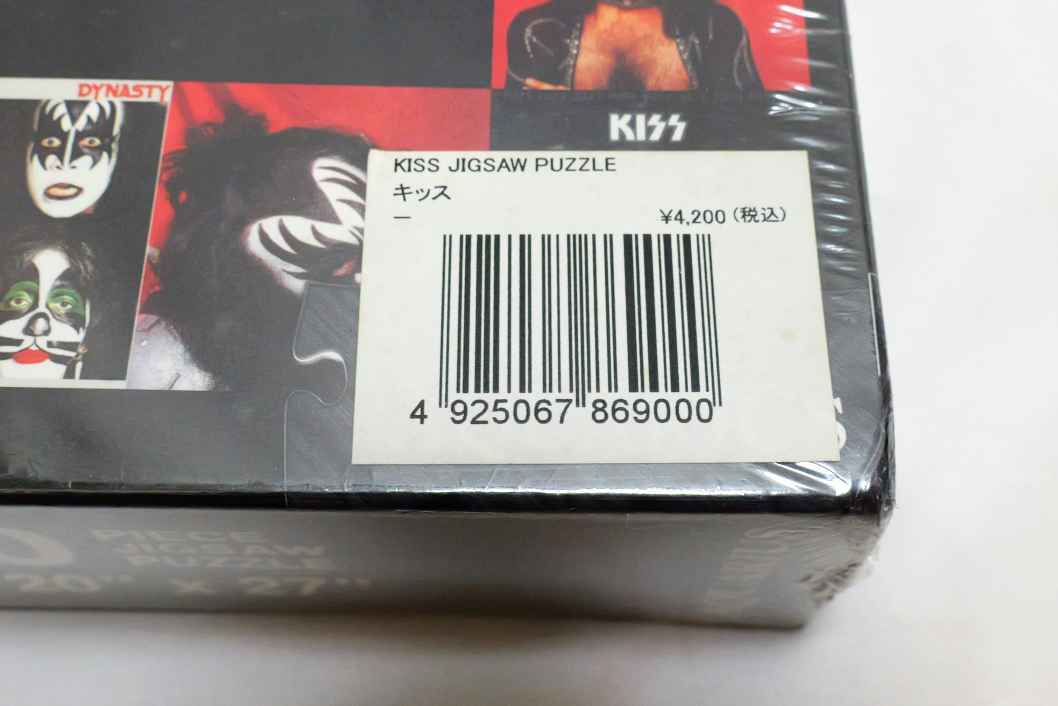 DYNASTY
KISS
KISS JIGSAW PUZZLE
キッス
—
¥4,200(税込)
4 925067 869000
PIECE
JIGSAW
PUZZLE
20" X 27"